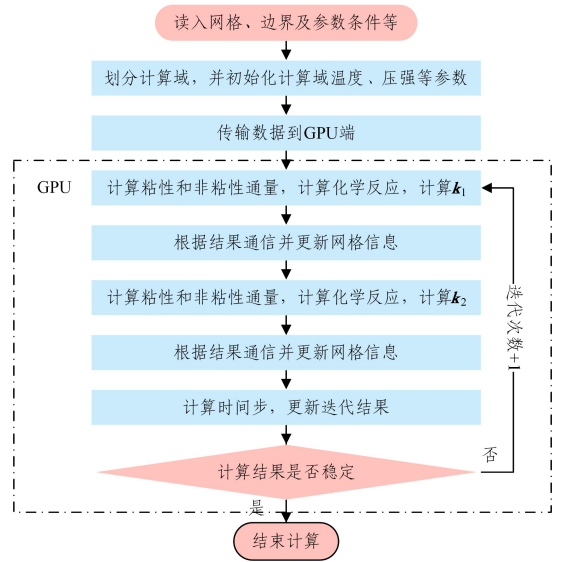 读入网格、边界及参数条件等
划分计算域，并初始化计算域温度、压强等参数
传输数据到GPU端
GPU
计算粘性和非粘性通量，计算化学反应，计算k₁
根据结果通信并更新网格信息
计算粘性和非粘性通量，计算化学反应，计算k₂
迭代次数+1
根据结果通信并更新网格信息
计算时间步，更新迭代结果
计算结果是否稳定
否
是
结束计算